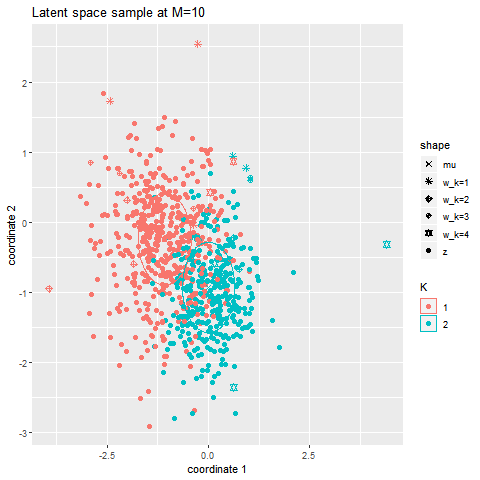 Latent space sample at M=10
coordinate 2
2
1
0
-1
-2
-3
-2.5
0.0
2.5
coordinate 1
shape
mu
w_k=1
w_k=2
w_k=3
w_k=4
z
K
1
2